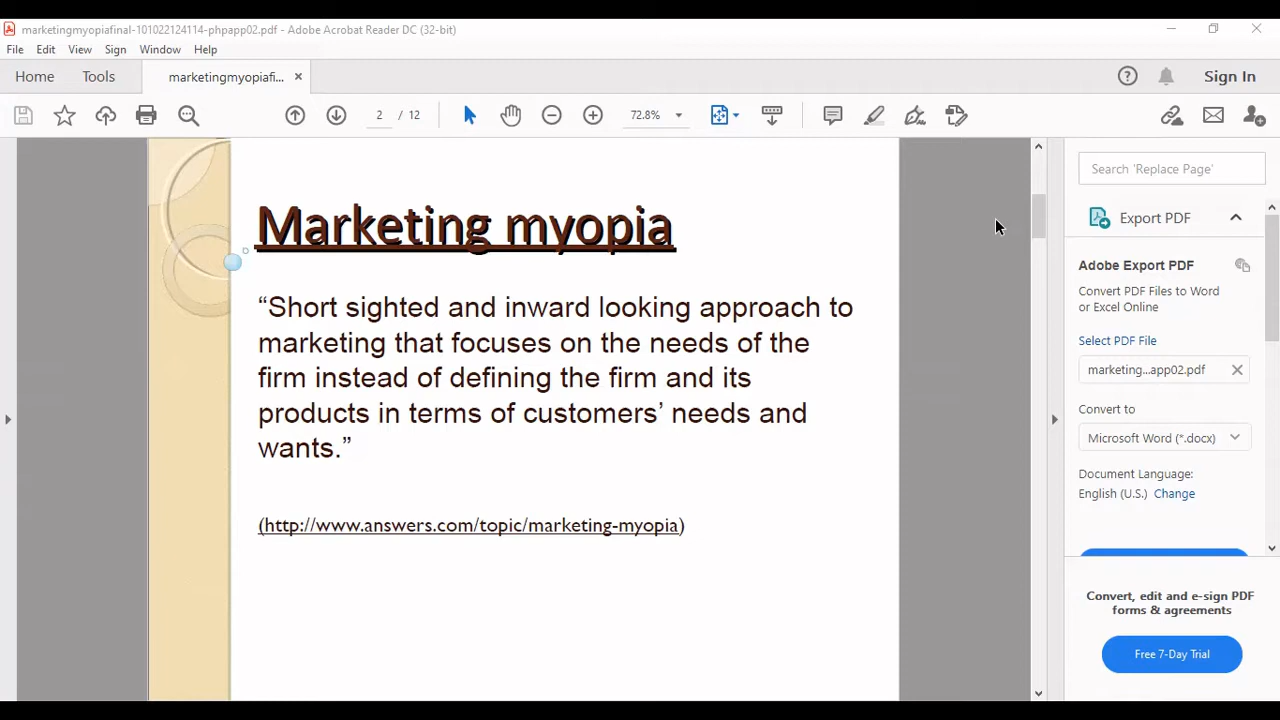 marketingmyopiafinal-101022124114-phpapp02.pdf - Adobe Acrobat Reader DC (32-bit)
File Edit View Sign Window Help
Home Tools marketingmyopiafi... × Sign In
2 / 12 72.8%
Search 'Replace Page'
Export PDF
Adobe Export PDF
Convert PDF Files to Word
or Excel Online
Select PDF File
marketing...app02.pdf
Convert to
Microsoft Word (*.docx)
Document Language:
English (U.S.) Change
Convert, edit and e-sign PDF
forms & agreements
Free 7-Day Trial
Marketing myopia
“Short sighted and inward looking approach to
marketing that focuses on the needs of the
firm instead of defining the firm and its
products in terms of customers’ needs and
wants.”
(http://www.answers.com/topic/marketing-myopia)